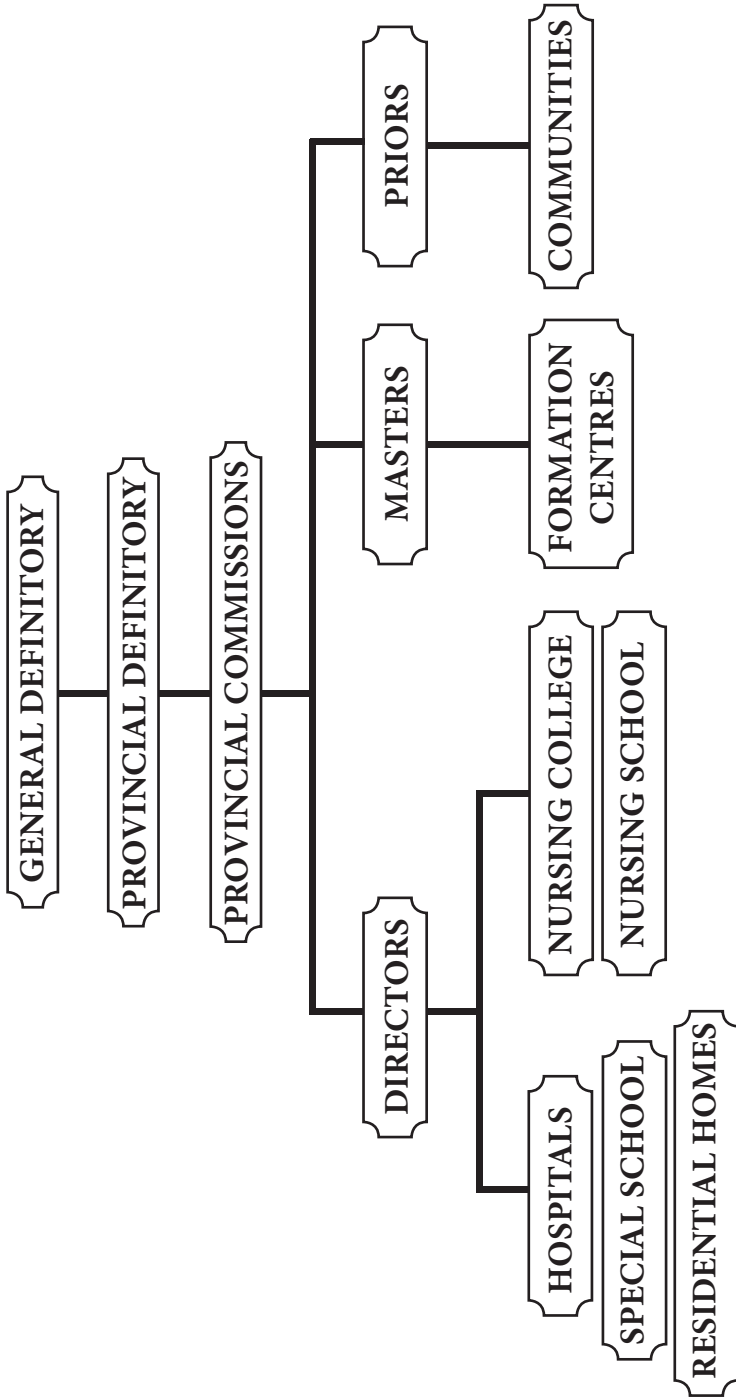 GENERAL DEFINITORY
PROVINCIAL DEFINITORY
PROVINCIAL COMMISSIONS
DIRECTORS
MASTERS
PRIORS
HOSPITALS
SPECIAL SCHOOL
RESIDENTIAL HOMES
NURSING COLLEGE
NURSING SCHOOL
FORMATION
CENTRES
COMMUNITIES